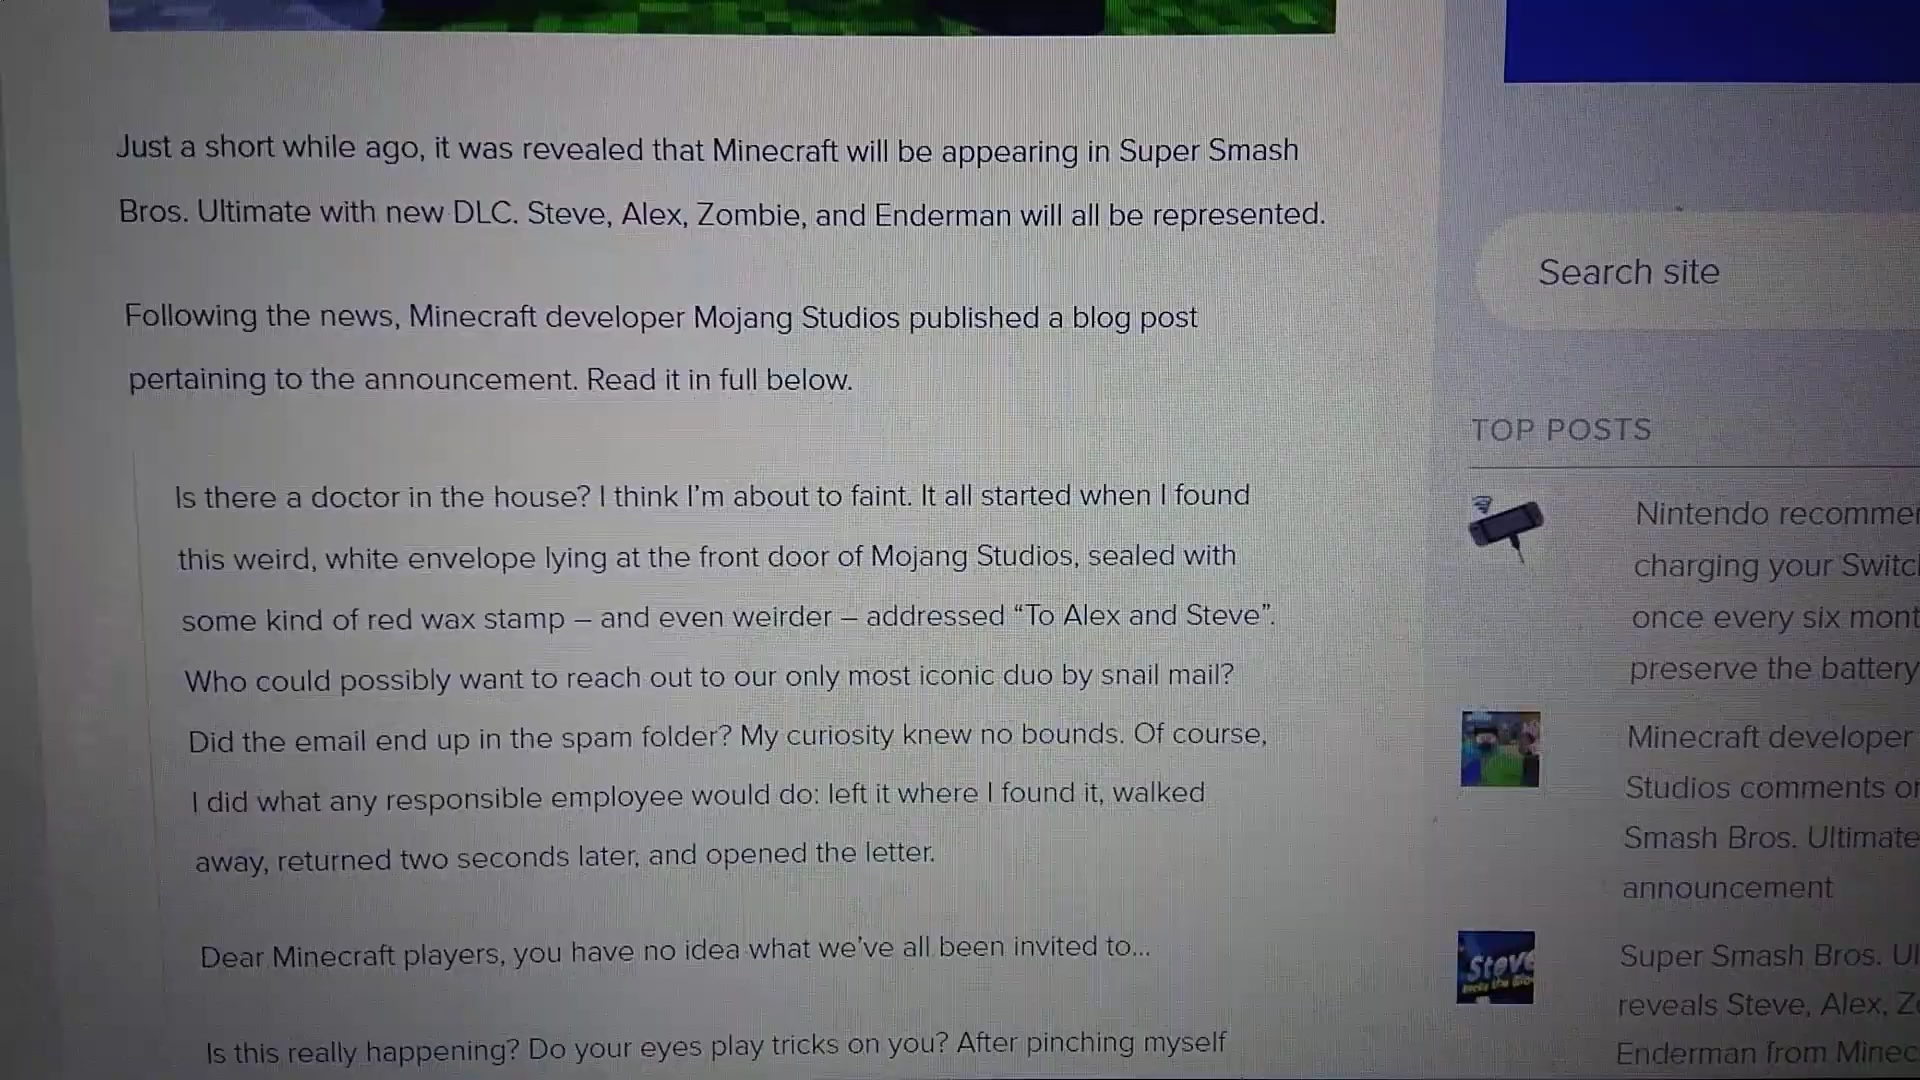 Just a short while ago, it was revealed that Minecraft will be appearing in Super Smash
Bros. Ultimate with new DLC. Steve, Alex, Zombie, and Enderman will all be represented.
Following the news, Minecraft developer Mojang Studios published a blog post
pertaining to the announcement. Read it in full below.
Is there a doctor in the house? I think I'm about to faint. It all started when I found
this weird, white envelope lying at the front door of Mojang Studios, sealed with
some kind of red wax stamp – and even weirder – addressed “To Alex and Steve”.
Who could possibly want to reach out to our only most iconic duo by snail mail?
Did the email end up in the spam folder? My curiosity knew no bounds. Of course,
I did what any responsible employee would do: left it where I found it, walked
away, returned two seconds later, and opened the letter.
Dear Minecraft players, you have no idea what we've all been invited to...
Is this really happening? Do your eyes play tricks on you? After pinching myself
Search site
TOP POSTS
Nintendo
charging your
once every six
preserve the battery
Minecraft developer
Studios comments
Smash Bros. Ultimate
announcement
Steve
Super Smash Bros.
reveals Steve, Alex,
Enderman from